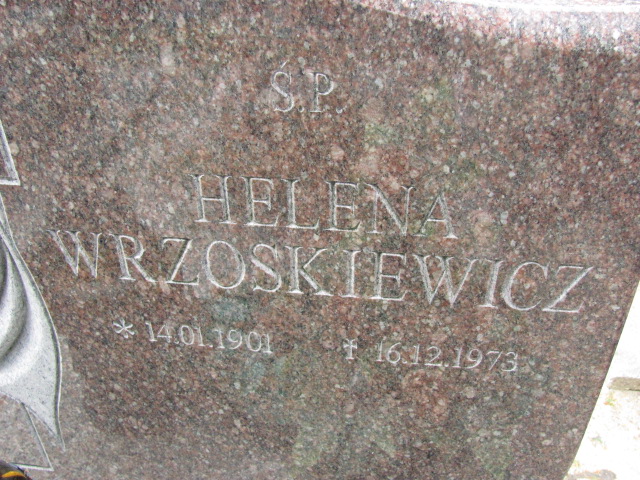 Ś.P.
HELENA
WRZOSKIEWICZ
* 14.01.1901 † 16.12.1973